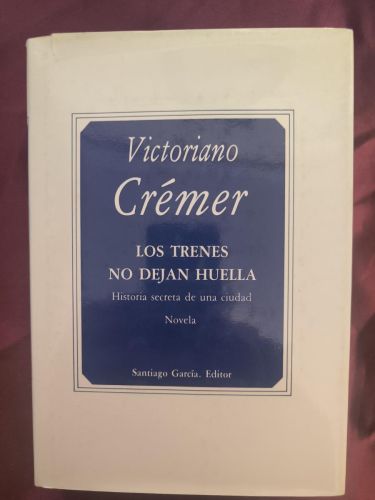 Victoriano
Crémer
LOS TRENES
NO DEJAN HUELLA
Historia secreta de una ciudad
Novela
Santiago García. Editor